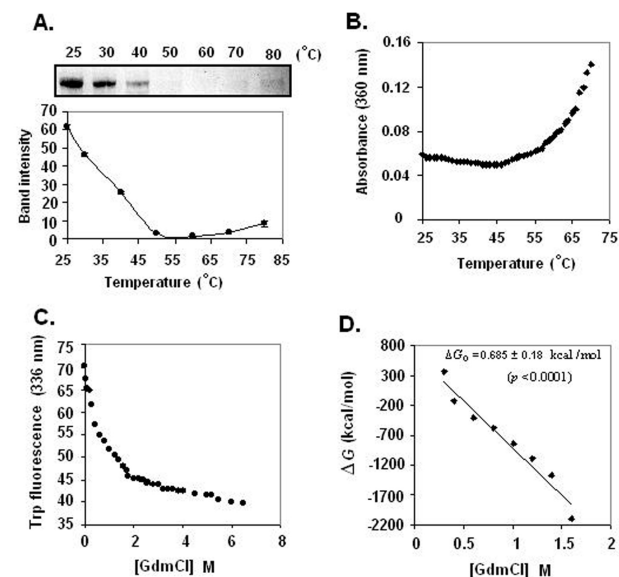 A.
25 30 40 50 60 70 80 (°C)
70
60
50
40
30
20
10
0
Band intensity
25 35 45 55 65 75 85
Temperature (°C)
B.
0.16
0.12
0.08
0.04
0
Absorbance (360 nm)
25 35 45 55 65 75
Temperature (°C)
C.
75
70
65
60
55
50
45
40
35
Trp fluorescence (336 nm)
0 2 4 6 8
[GdmCl] M
D.
ΔG₀ = 0.685 ± 0.18 kcal/mol
(p <0.0001)
800
300
-200
-700
-1200
-1700
-2200
ΔG (kcal/mol)
0 0.5 1 1.5 2
[GdmCl] M